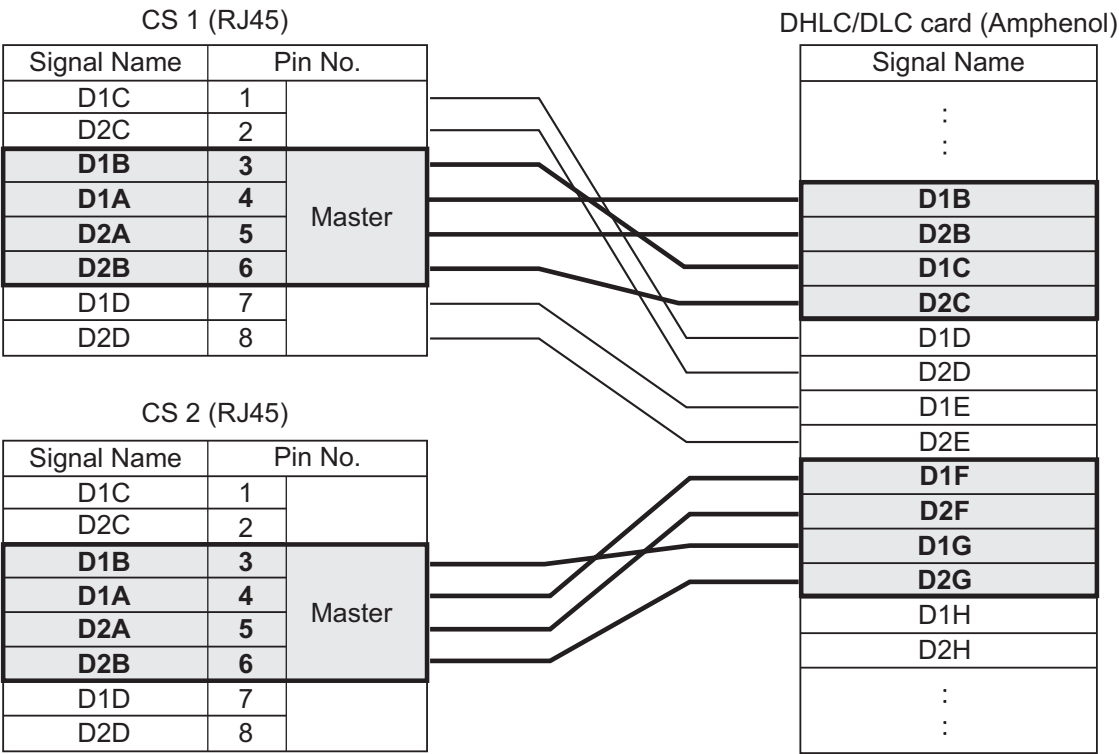 CS 1 (RJ45)
Signal Name Pin No.
D1C 1
D2C 2
D1B 3
D1A 4
Master
D2A 5
D2B 6
D1D 7
D2D 8
CS 2 (RJ45)
Signal Name Pin No.
D1C 1
D2C 2
D1B 3
D1A 4
Master
D2A 5
D2B 6
D1D 7
D2D 8
DHLC/DLC card (Amphenol)
Signal Name
:
:
D1B
D2B
D1C
D2C
D1D
D2D
D1E
D2E
D1F
D2F
D1G
D2G
D1H
D2H
:
: